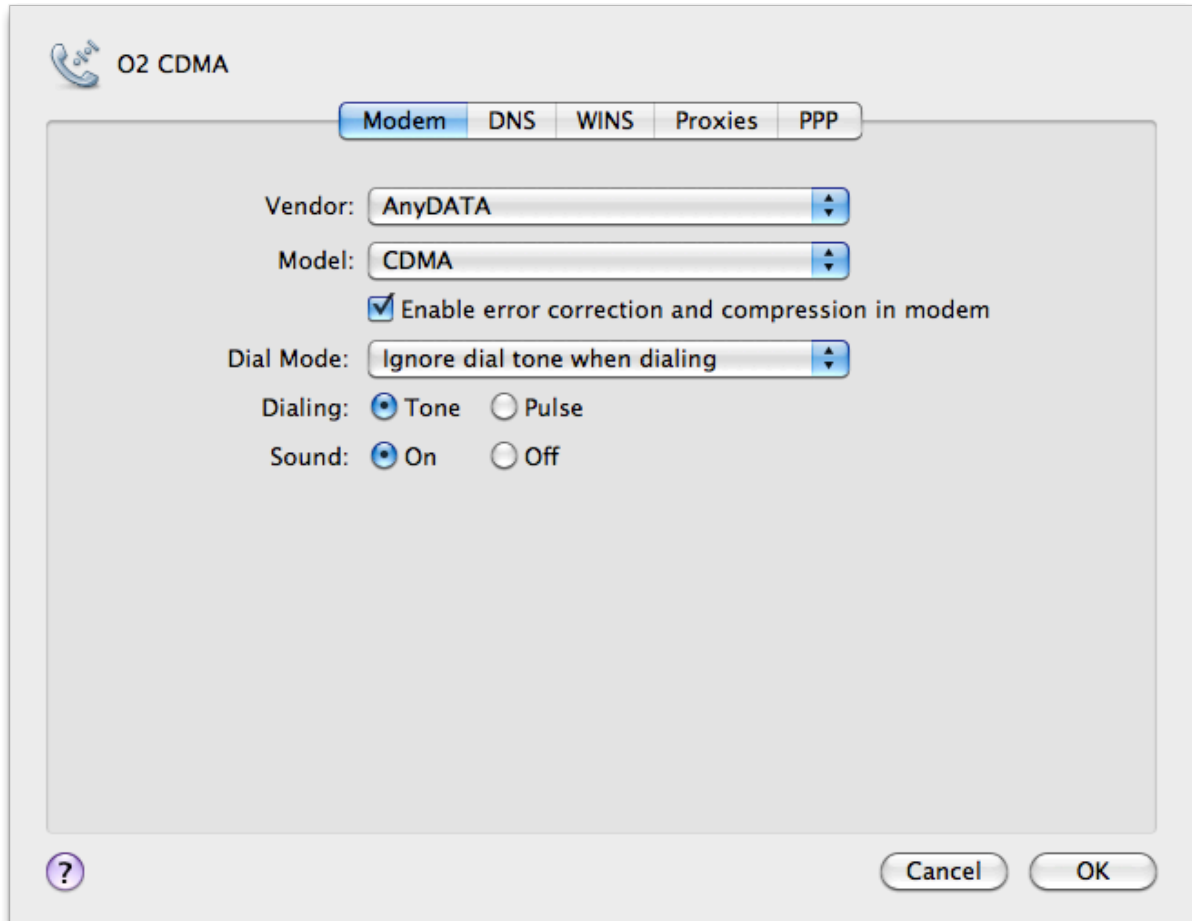 O2 CDMA
Modem DNS WINS Proxies PPP
Vendor: AnyDATA
Model: CDMA
Enable error correction and compression in modem
Dial Mode: Ignore dial tone when dialing
Dialing: Tone Pulse
Sound: On Off
? Cancel OK